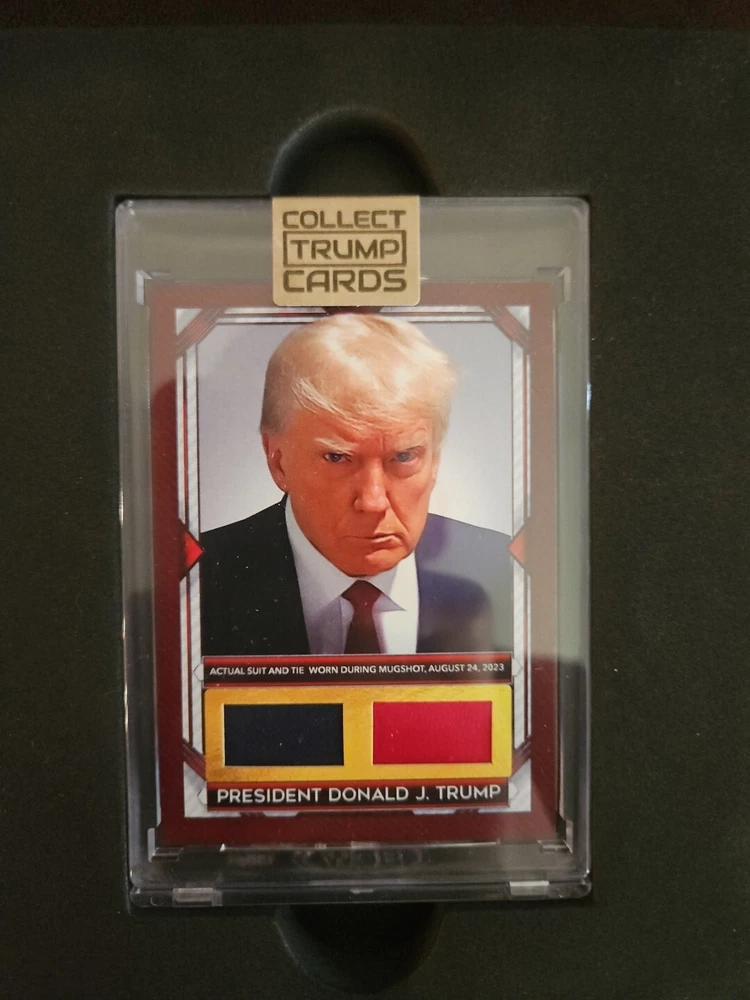 COLLECT
TRUMP
CARDS
ACTUAL SUIT AND TIE WORN DURING MUGSHOT, AUGUST 24, 2023
PRESIDENT DONALD J. TRUMP